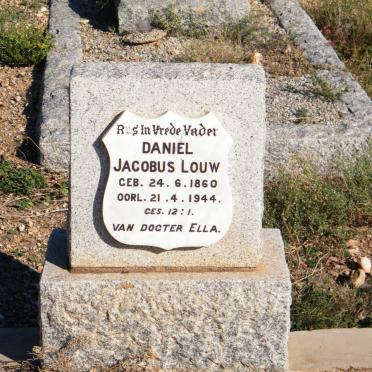 Rus In Vrede Vader
DANIËL
JACOBUS LOUW
GEB. 24.6.1860
OORL. 21.4.1944.
GES. 12:1.
VAN DOGTER ELLA.